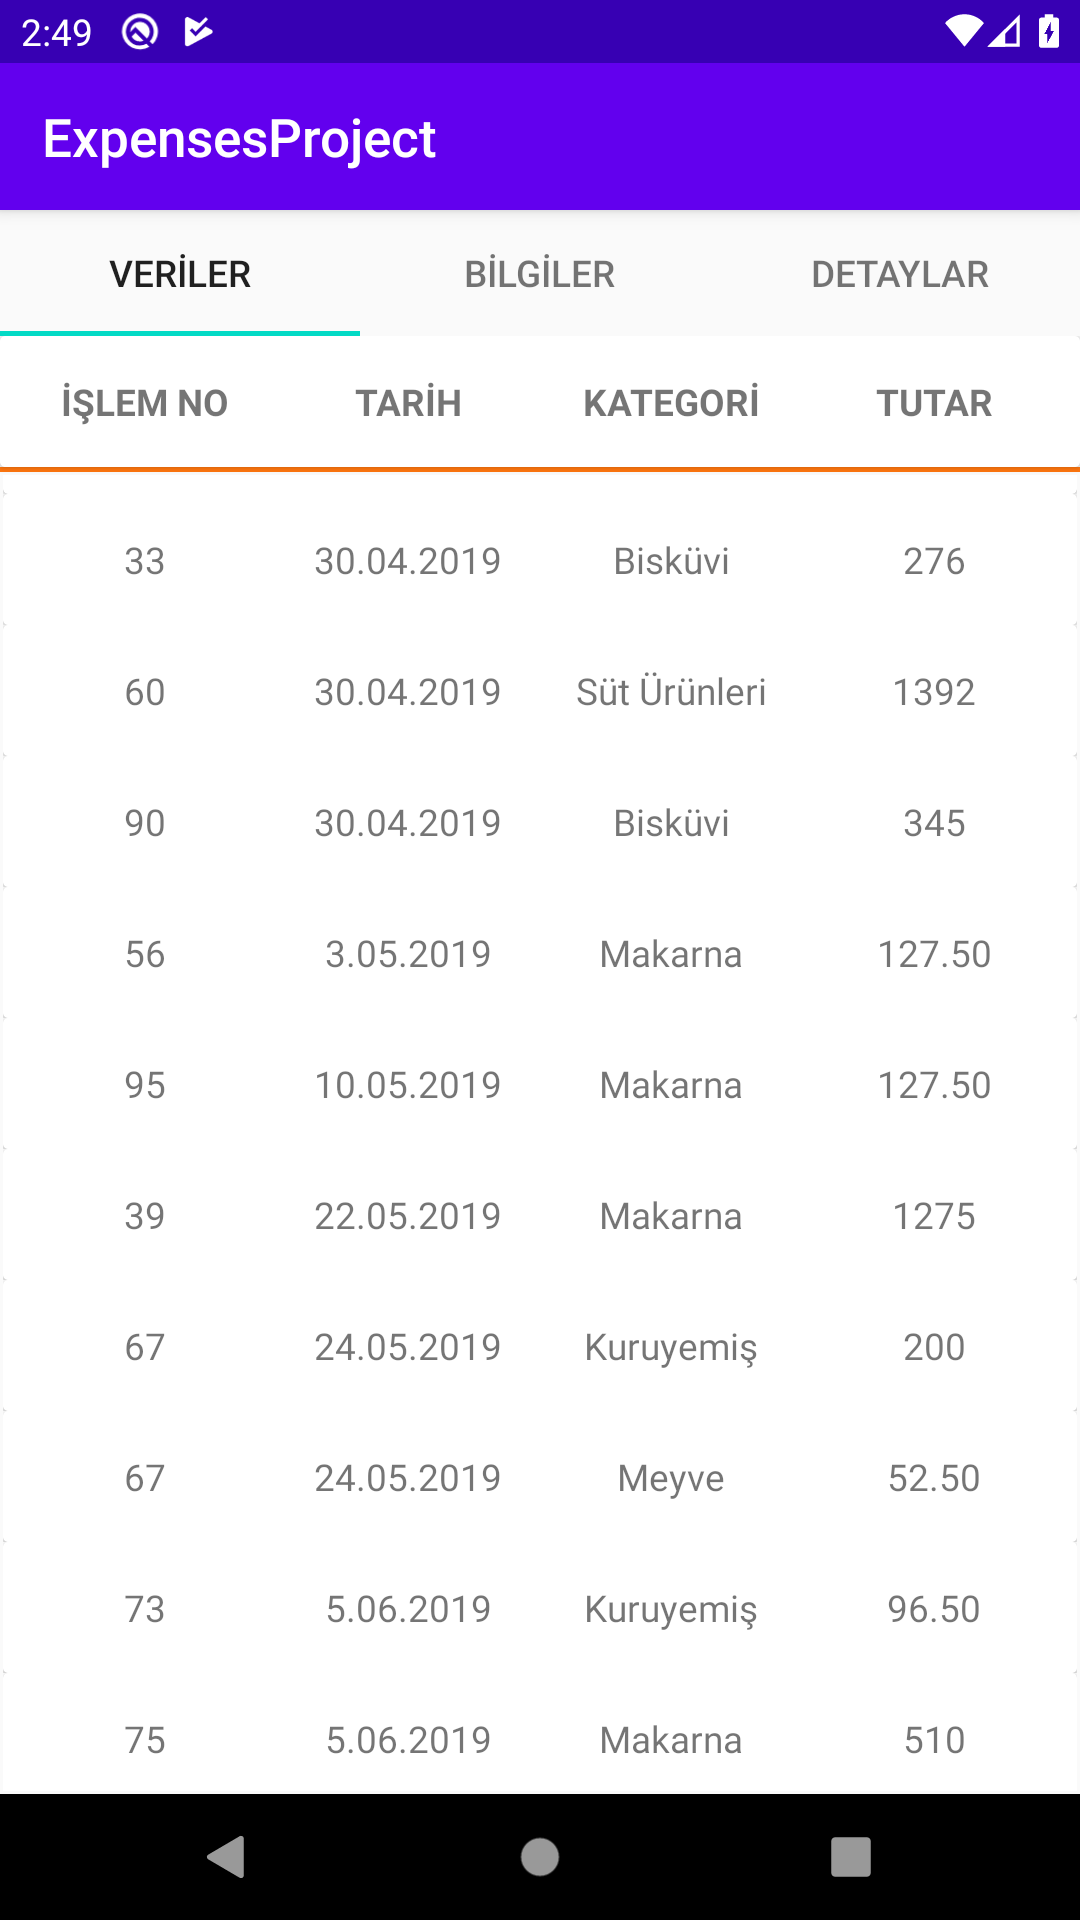 2:49
ExpensesProject
VERİLER BİLGİLER DETAYLAR
İŞLEM NO TARİH KATEGORİ TUTAR
33 30.04.2019 Bisküvi 276
60 30.04.2019 Süt Ürünleri 1392
90 30.04.2019 Bisküvi 345
56 3.05.2019 Makarna 127.50
95 10.05.2019 Makarna 127.50
39 22.05.2019 Makarna 1275
67 24.05.2019 Kuruyemiş 200
67 24.05.2019 Meyve 52.50
73 5.06.2019 Kuruyemiş 96.50
75 5.06.2019 Makarna 510